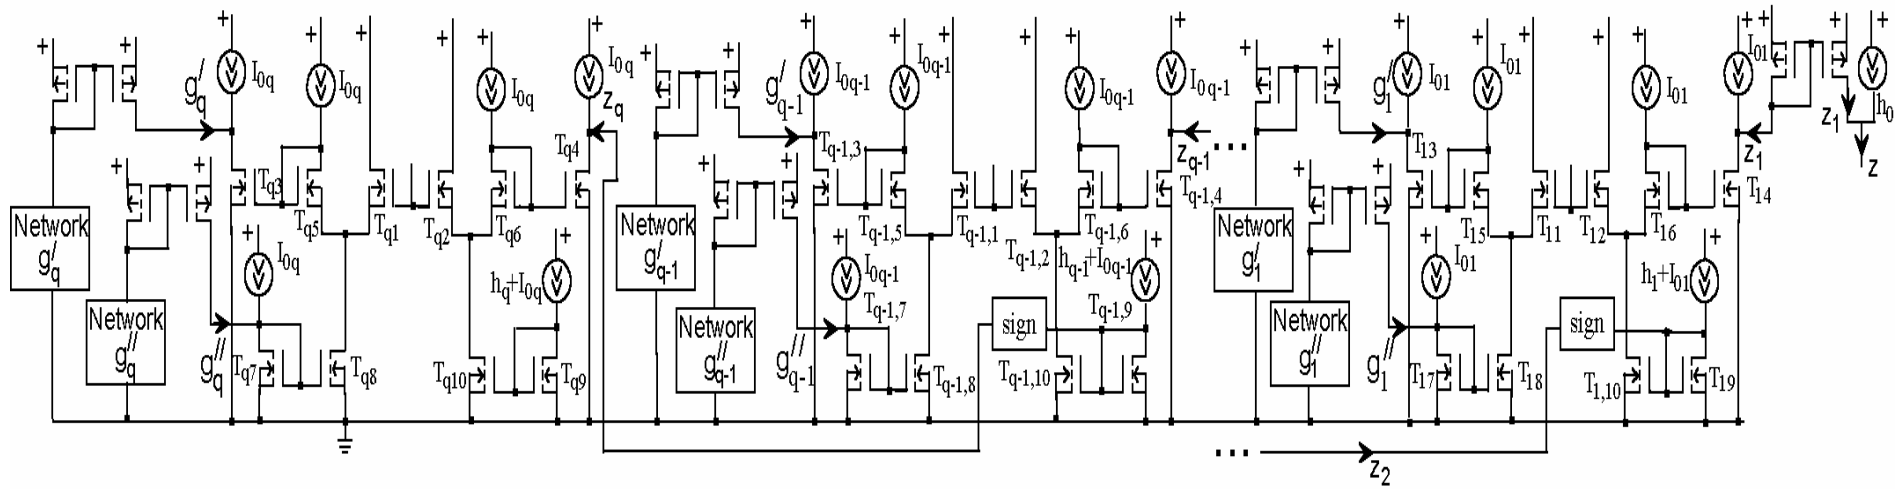 + + + + + + + + + + + + + + + + + + + + + +
g′q I0q I0q I0q I0q zq
g′q-1 I0q-1 I0q-1 I0q-1 I0q-1
g′1 I01 I01 I01 I01 z1 h0 z
Tq3 Tq5 Tq1 Tq2 Tq6 Tq4
Tq-1,3 Tq-1,5 Tq-1,1 Tq-1,2 Tq-1,6 Tq-1,4 zq-1
T13 T15 T11 T12 T16 T14 z1
Network
g′q
Network
g′q-1
Network
g′1
I0q hq+I0q
I0q-1 hq-1+I0q-1
I01 h1+I01
Network
g″q
Network
g″q-1
Network
g″1
g″q Tq7 Tq8 Tq10 Tq9
g″q-1 Tq-1,7 Tq-1,8 sign Tq-1,10 Tq-1,9
g″1 T17 T18 sign T1,10 T19
... ...
z2